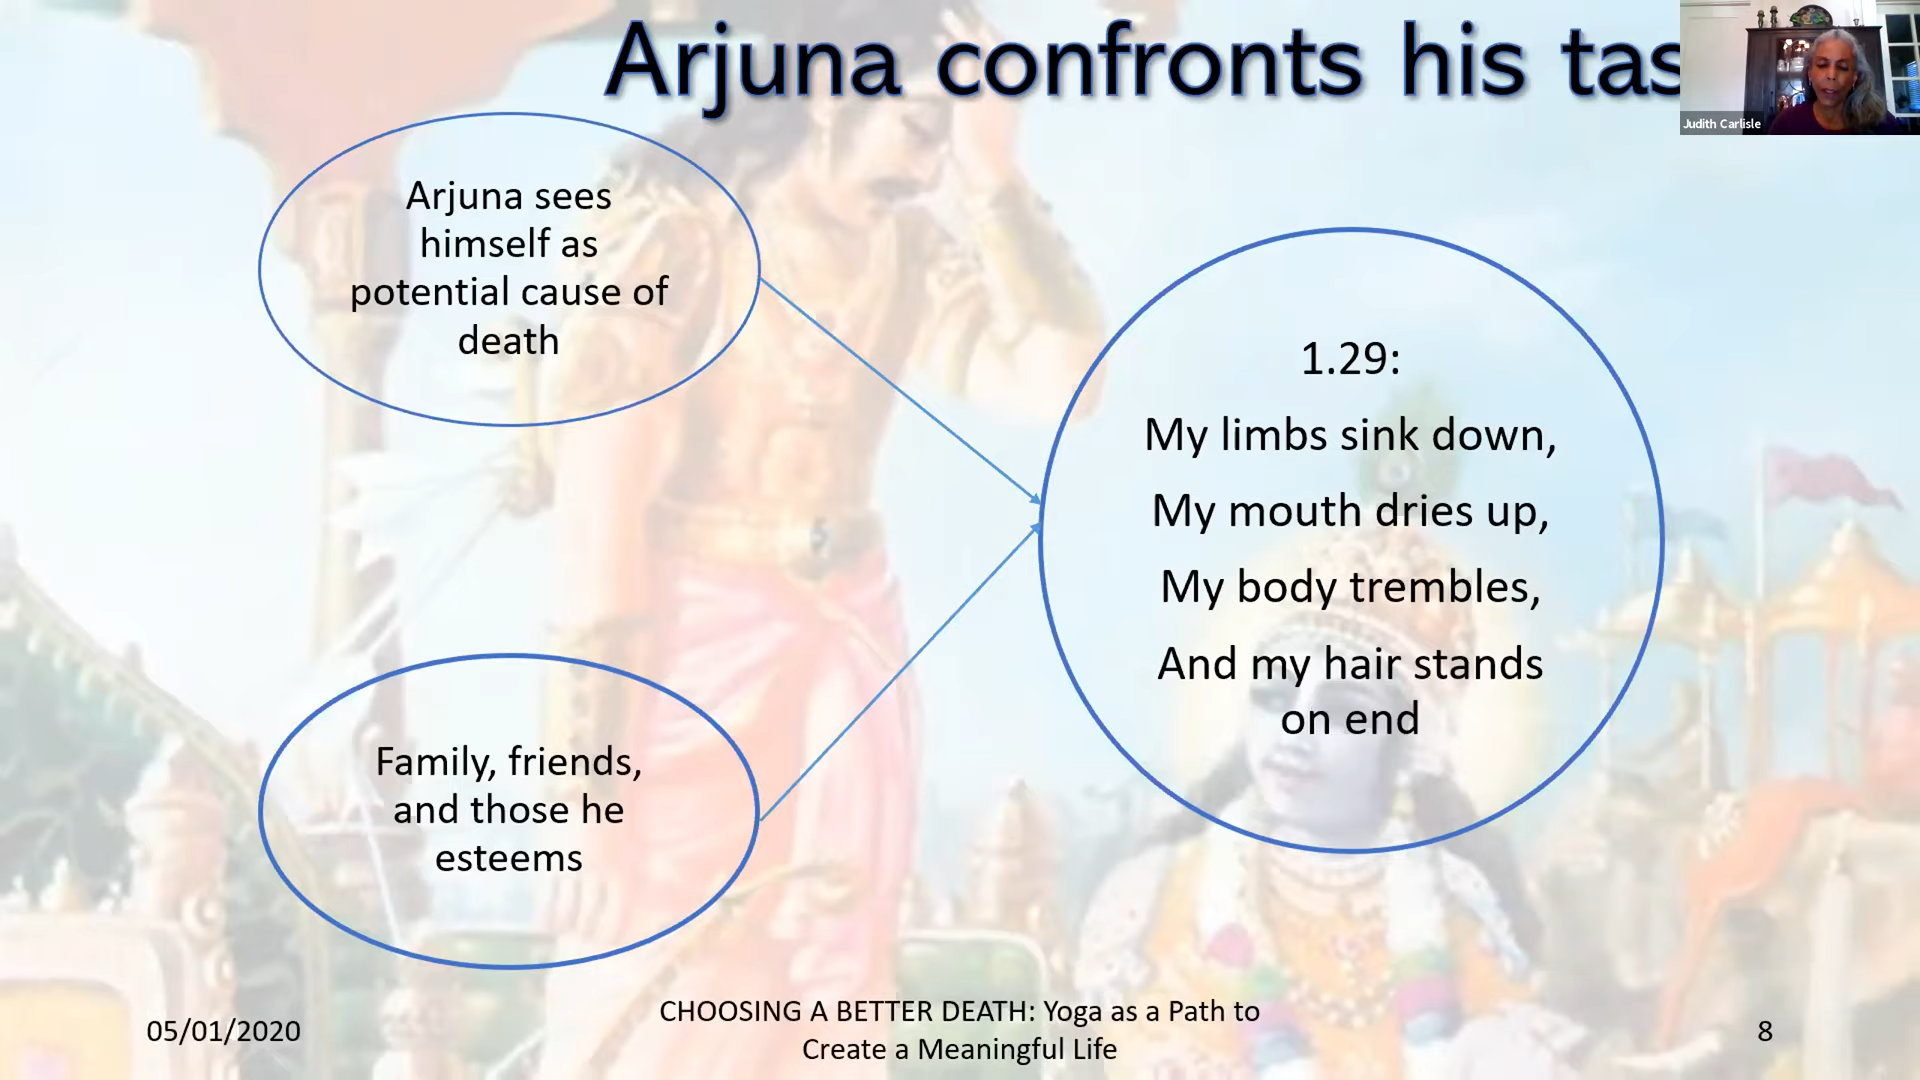 Arjuna confronts his tas
Judith Carlisle
Arjuna sees
himself as
potential cause of
death
1.29:
My limbs sink down,
My mouth dries up,
My body trembles,
And my hair stands
on end
Family, friends,
and those he
esteems
05/01/2020
CHOOSING A BETTER DEATH: Yoga as a Path to
Create a Meaningful Life
8